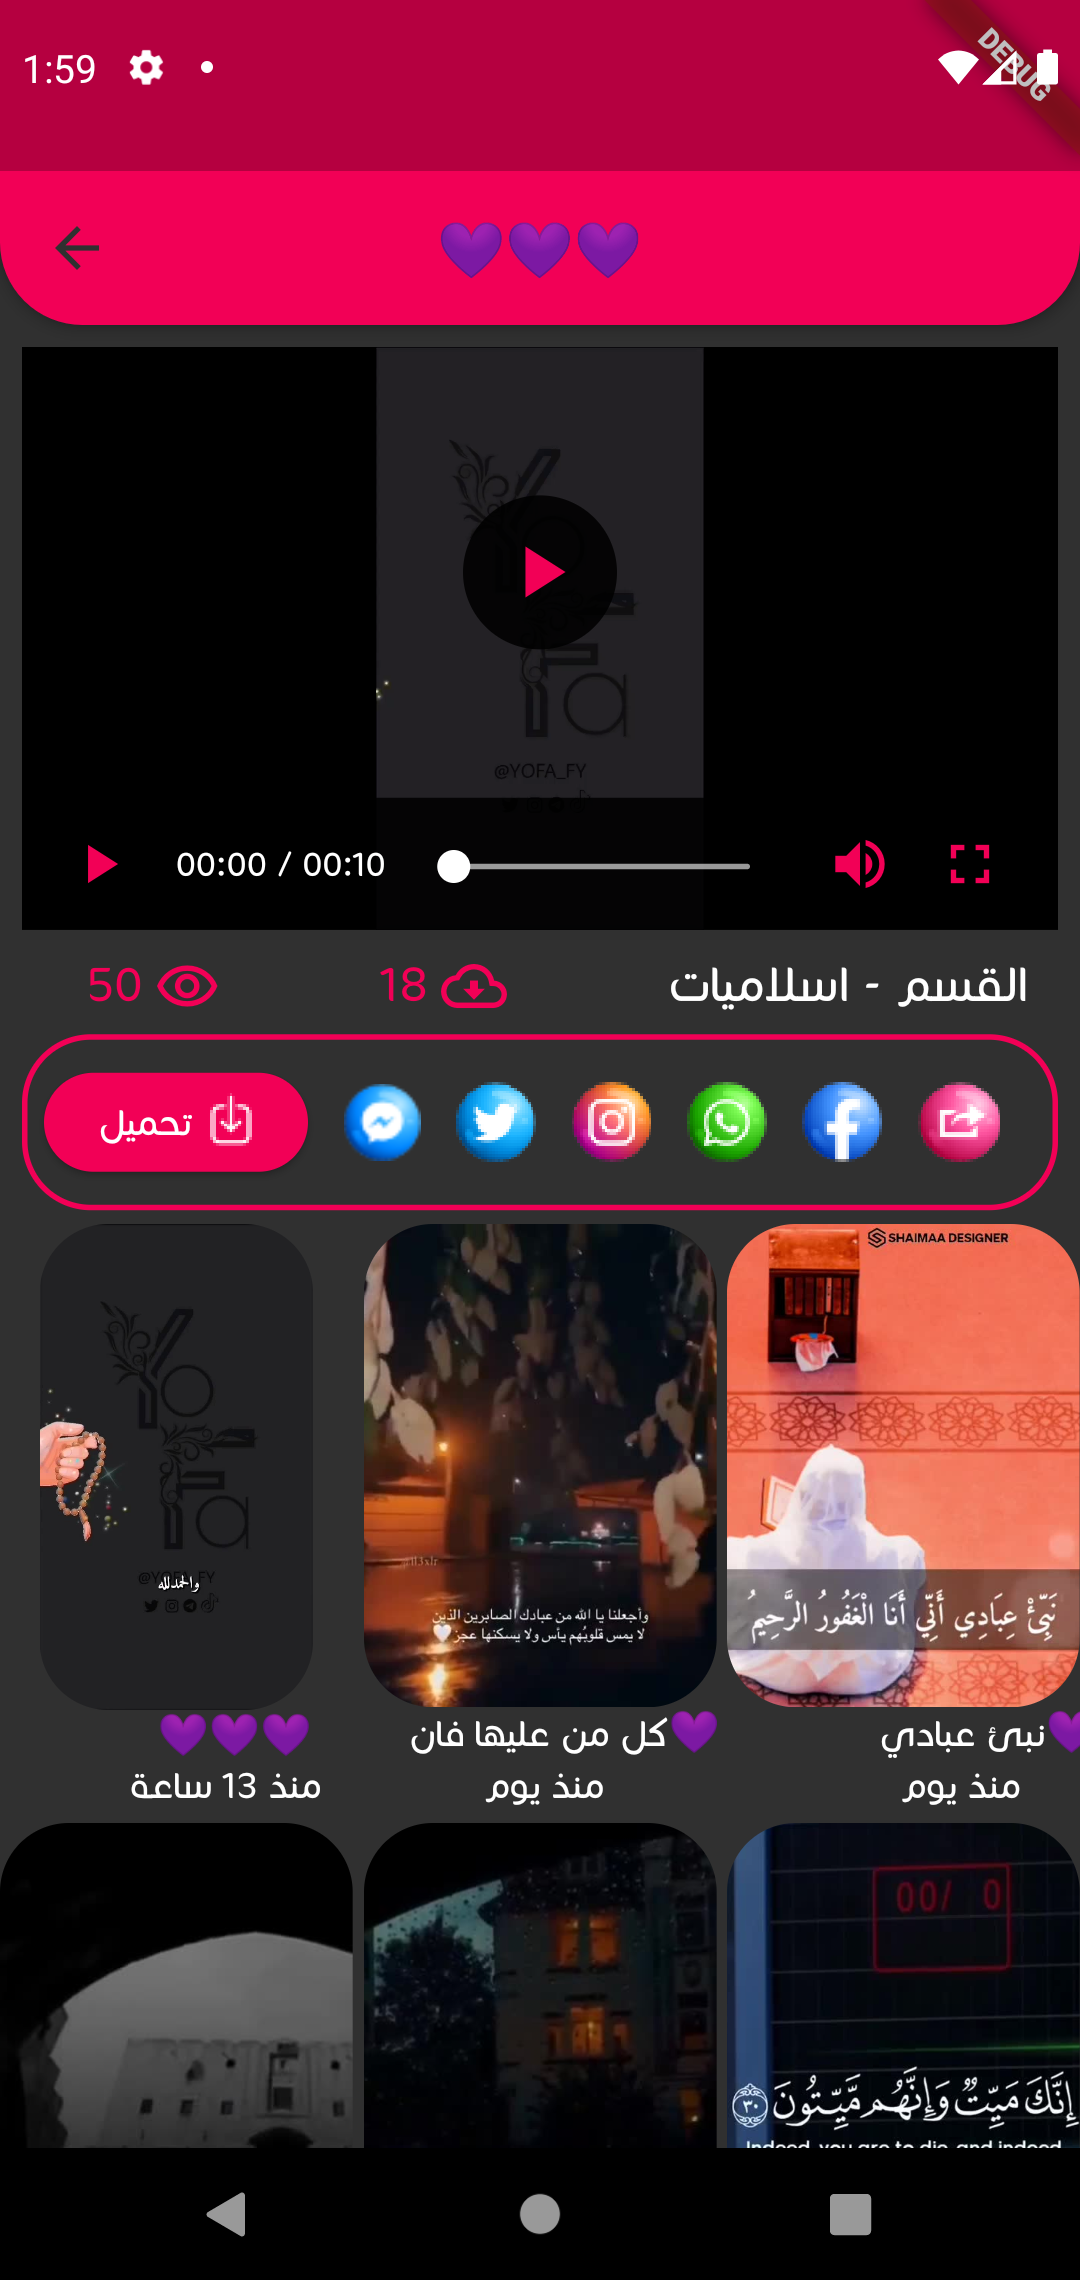 1:59
DEBUG
💜💜💜
@YOFA_FY
00:00 / 00:10
القسم - اسلاميات
18
50
تحميل
Yofa
@YOFA_FY
والحمدلله
@ll3xlr
وأجعلنا يا الله من عبادك الصابرين الذين
لا يمس قلوبهم يأس ولا يسكنها عجز🤍
SHAIMAA DESIGNER
نَبِّئْ عِبَادِي أَنِّي أَنَا الْغَفُورُ الرَّحِيمُ
💜💜💜
منذ 13 ساعة
💜كل من عليها فان
منذ يوم
💜نبئ عبادي
منذ يوم
00/ 0
إِنَّكَ مَيِّتٌ وَإِنَّهُم مَّيِّتُونَ ٣٠
Indeed, you are to die, and indeed